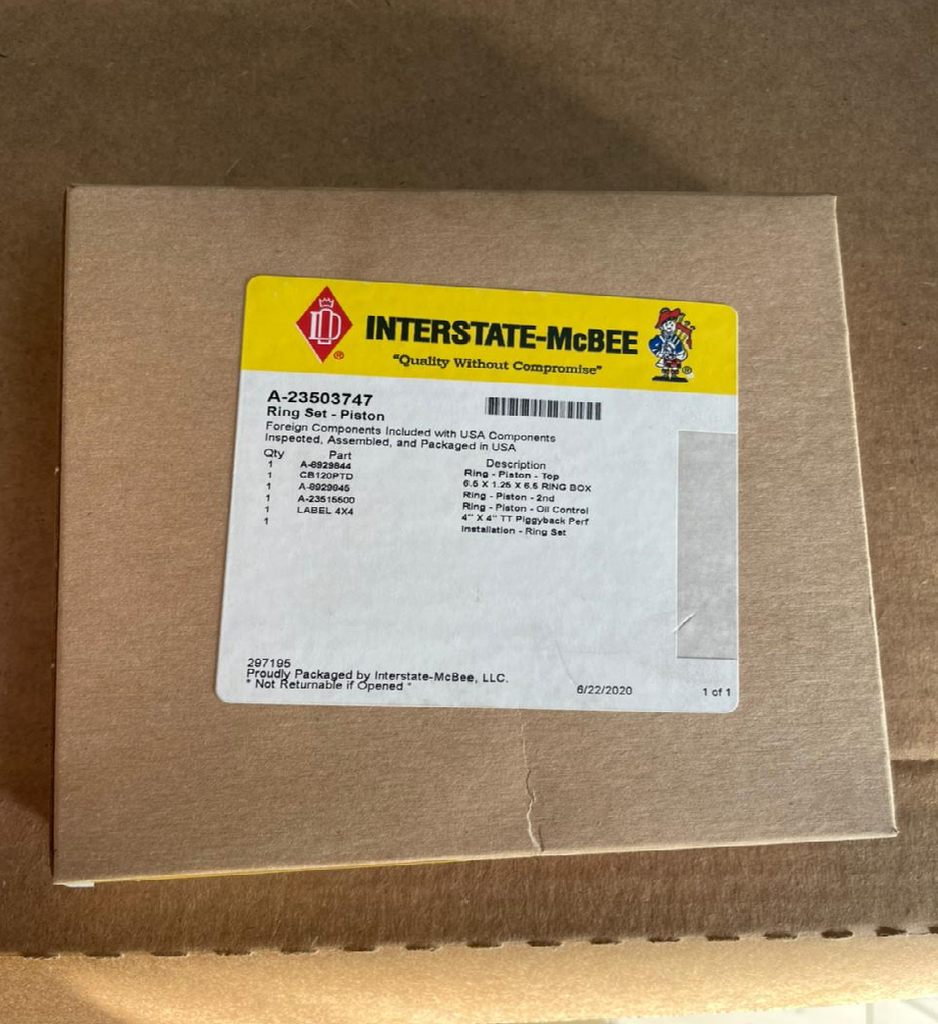 INTERSTATE-McBEE
"Quality Without Compromise"
A-23503747
Ring Set - Piston
Foreign Components Included with USA Components
Inspected, Assembled, and Packaged in USA
Qty Part Description
1 A-8929844 Ring - Piston - Top
1 CB120PTD 6.5 X 1.25 X 6.5 RING BOX
1 A-8929845 Ring - Piston - 2nd
1 A-23515500 Ring - Piston - Oil Control
1 LABEL 4X4 4" X 4" TT Piggyback Perf
1 Installation - Ring Set
297195
Proudly Packaged by Interstate-McBee, LLC.
* Not Returnable if Opened *
6/22/2020
1 of 1